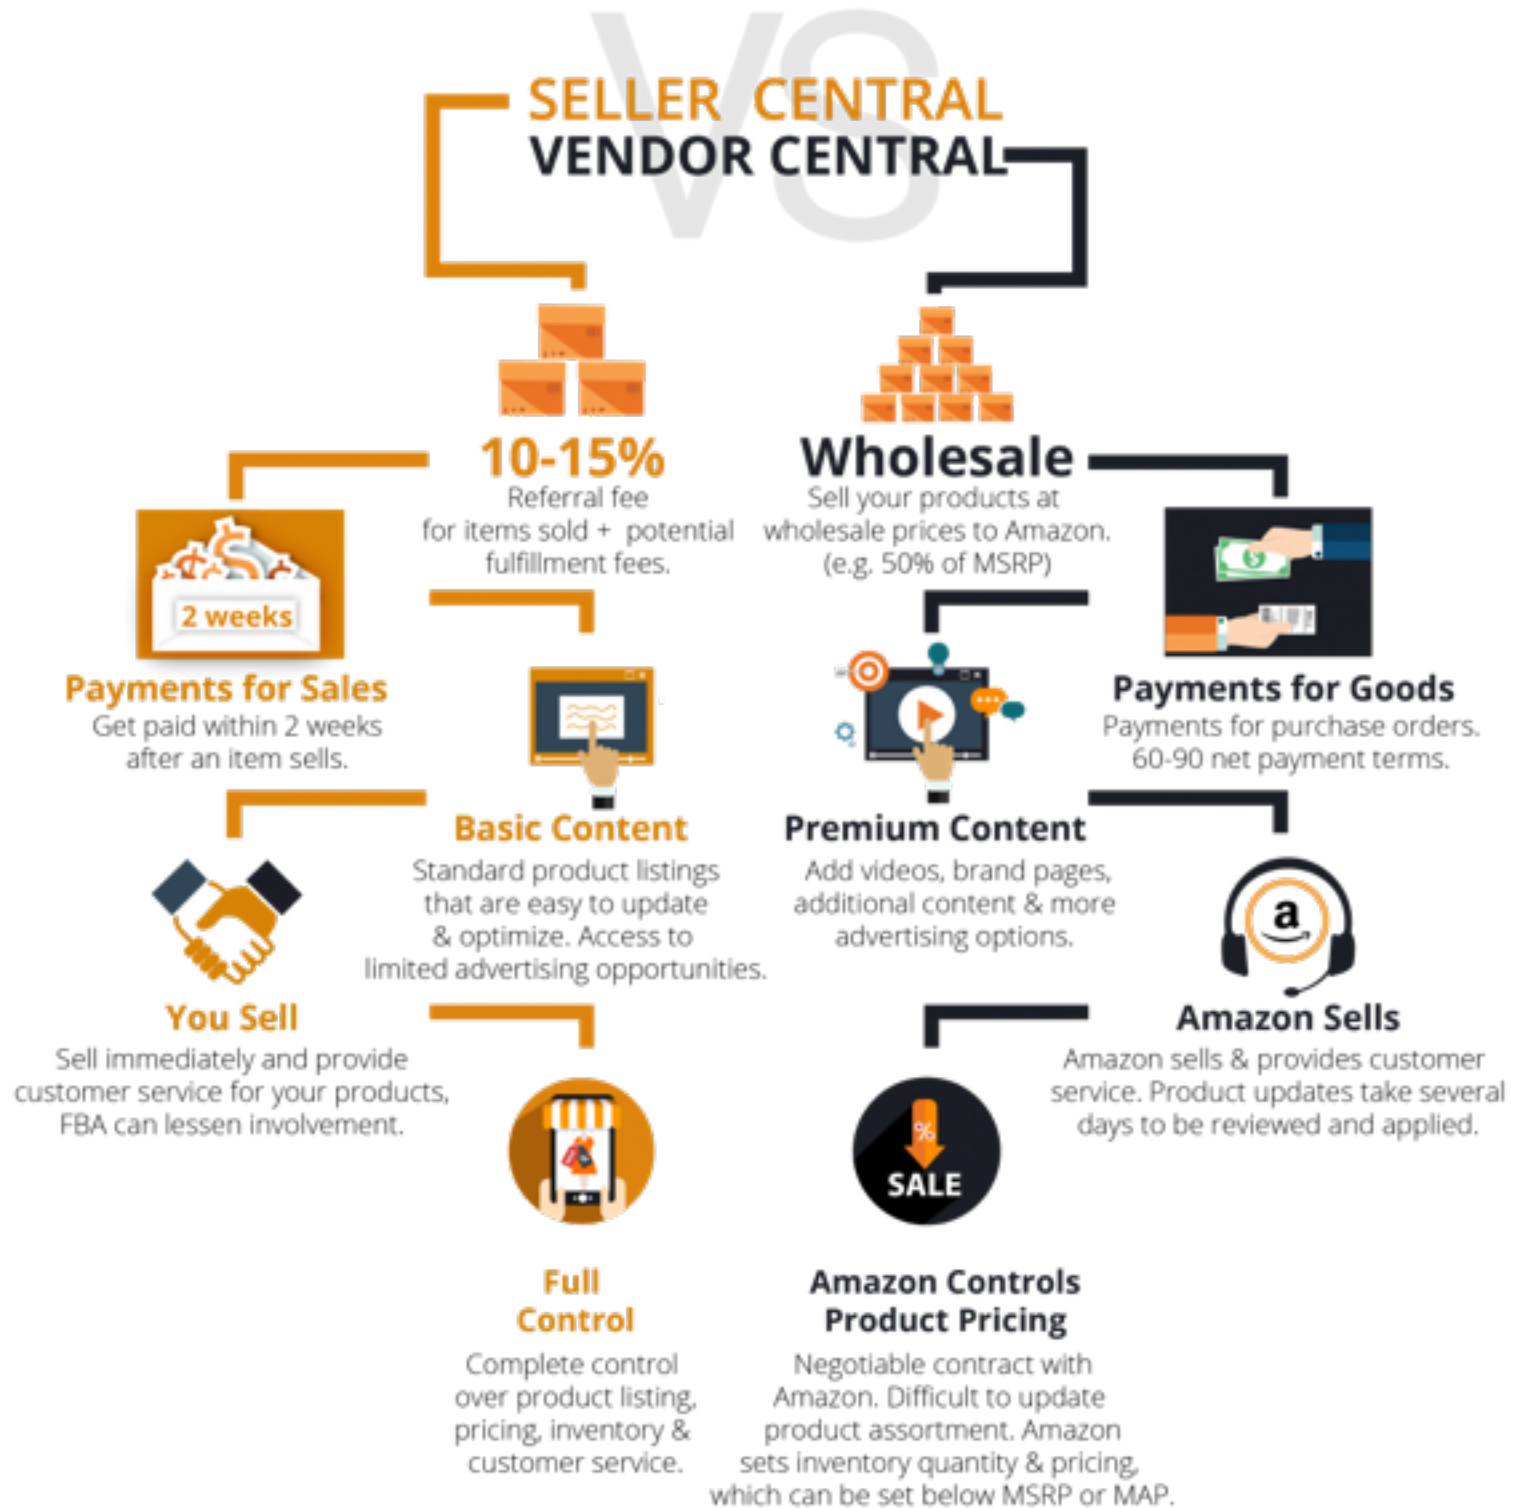 VS
SELLER CENTRAL
VENDOR CENTRAL
10-15%
Referral fee
for items sold + potential
fulfillment fees.
Wholesale
Sell your products at
wholesale prices to Amazon.
(e.g. 50% of MSRP)
2 weeks
Payments for Sales
Get paid within 2 weeks
after an item sells.
Basic Content
Standard product listings
that are easy to update
& optimize. Access to
limited advertising opportunities.
Premium Content
Add videos, brand pages,
additional content & more
advertising options.
Payments for Goods
Payments for purchase orders.
60-90 net payment terms.
You Sell
Sell immediately and provide
customer service for your products,
FBA can lessen involvement.
a
Amazon Sells
Amazon sells & provides customer
service. Product updates take several
days to be reviewed and applied.
Full
Control
Complete control
over product listing,
pricing, inventory &
customer service.
%
SALE
Amazon Controls
Product Pricing
Negotiable contract with
Amazon. Difficult to update
product assortment. Amazon
sets inventory quantity & pricing,
which can be set below MSRP or MAP.